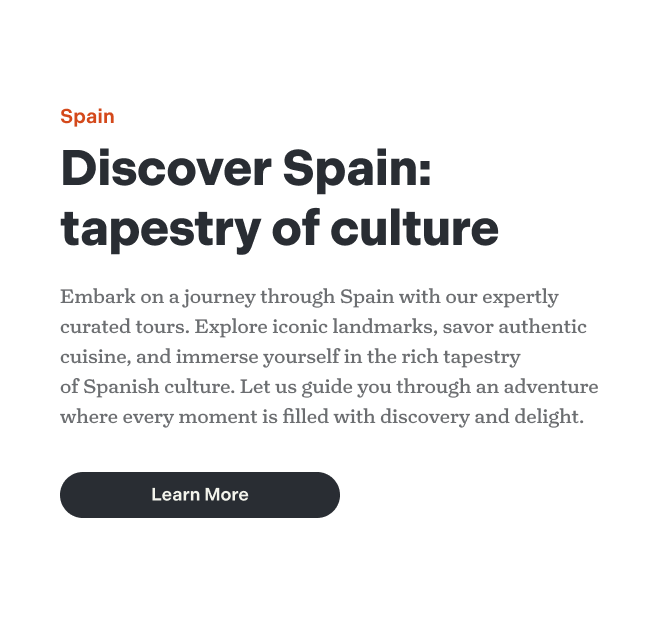 Spain
Discover Spain:
tapestry of culture
Embark on a journey through Spain with our expertly
curated tours. Explore iconic landmarks, savor authentic
cuisine, and immerse yourself in the rich tapestry
of Spanish culture. Let us guide you through an adventure
where every moment is filled with discovery and delight.
Learn More